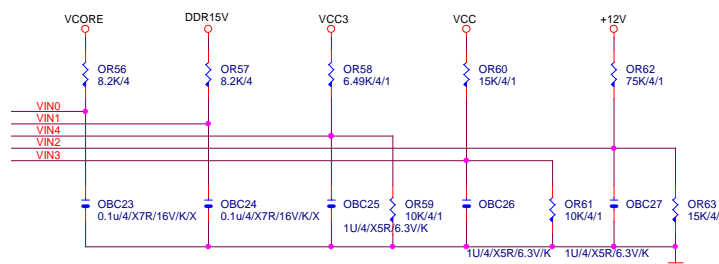 VCORE DDR15V VCC3 VCC +12V
OR56 OR57 OR58 OR60 OR62
8.2K/4 8.2K/4 6.49K/4/1 15K/4/1 75K/4/1
VIN0
VIN1
VIN4
VIN2
VIN3
OBC23 OBC24 OBC25 OR59 OBC26 OR61 OBC27 OR63
0.1u/4/X7R/16V/K/X 0.1u/4/X7R/16V/K/X 10K/4/1 10K/4/1 15K/4/
1U/4/X5R/6.3V/K
1U/4/X5R/6.3V/K 1U/4/X5R/6.3V/K